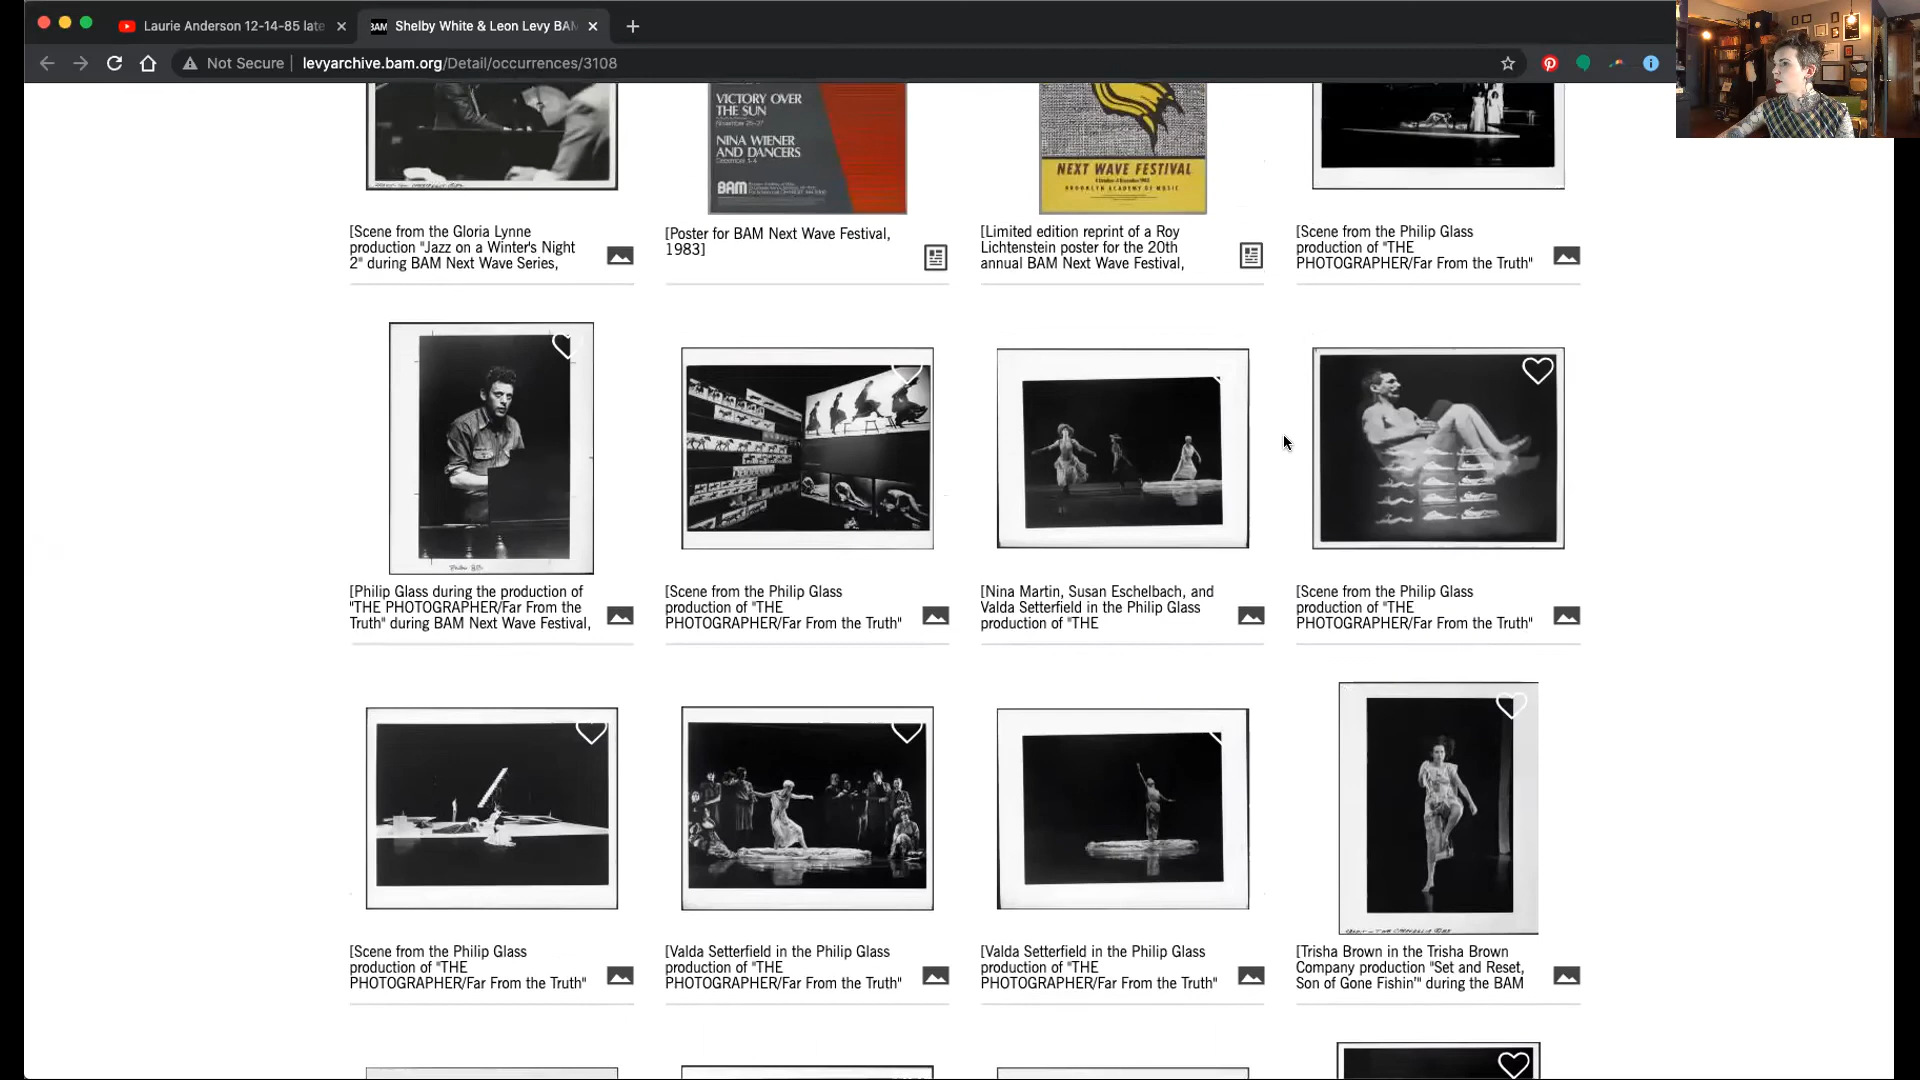 Laurie Anderson 12-14-85 late
Shelby White & Leon Levy BAM
Not Secure
levyarchive.bam.org/Detail/occurrences/3108
VICTORY OVER
THE SUN
NINA WIENER
AND DANCERS
BAM
NEXT WAVE FESTIVAL
BROOKLYN ACADEMY OF MUSIC
[Scene from the Gloria Lynne
production "Jazz on a Winter's Night
2" during BAM Next Wave Series,
[Poster for BAM Next Wave Festival,
1983]
[Limited edition reprint of a Roy
Lichtenstein poster for the 20th
annual BAM Next Wave Festival,
[Scene from the Philip Glass
production of "THE
PHOTOGRAPHER/Far From the Truth"
[Philip Glass during the production of
"THE PHOTOGRAPHER/Far From the
Truth" during BAM Next Wave Festival,
[Scene from the Philip Glass
production of "THE
PHOTOGRAPHER/Far From the Truth"
[Nina Martin, Susan Eschelbach, and
Valda Setterfield in the Philip Glass
production of "THE
[Scene from the Philip Glass
production of "THE
PHOTOGRAPHER/Far From the Truth"
[Scene from the Philip Glass
production of "THE
PHOTOGRAPHER/Far From the Truth"
[Valda Setterfield in the Philip Glass
production of "THE
PHOTOGRAPHER/Far From the Truth"
[Valda Setterfield in the Philip Glass
production of "THE
PHOTOGRAPHER/Far From the Truth"
[Trisha Brown in the Trisha Brown
Company production "Set and Reset,
Son of Gone Fishin'" during the BAM